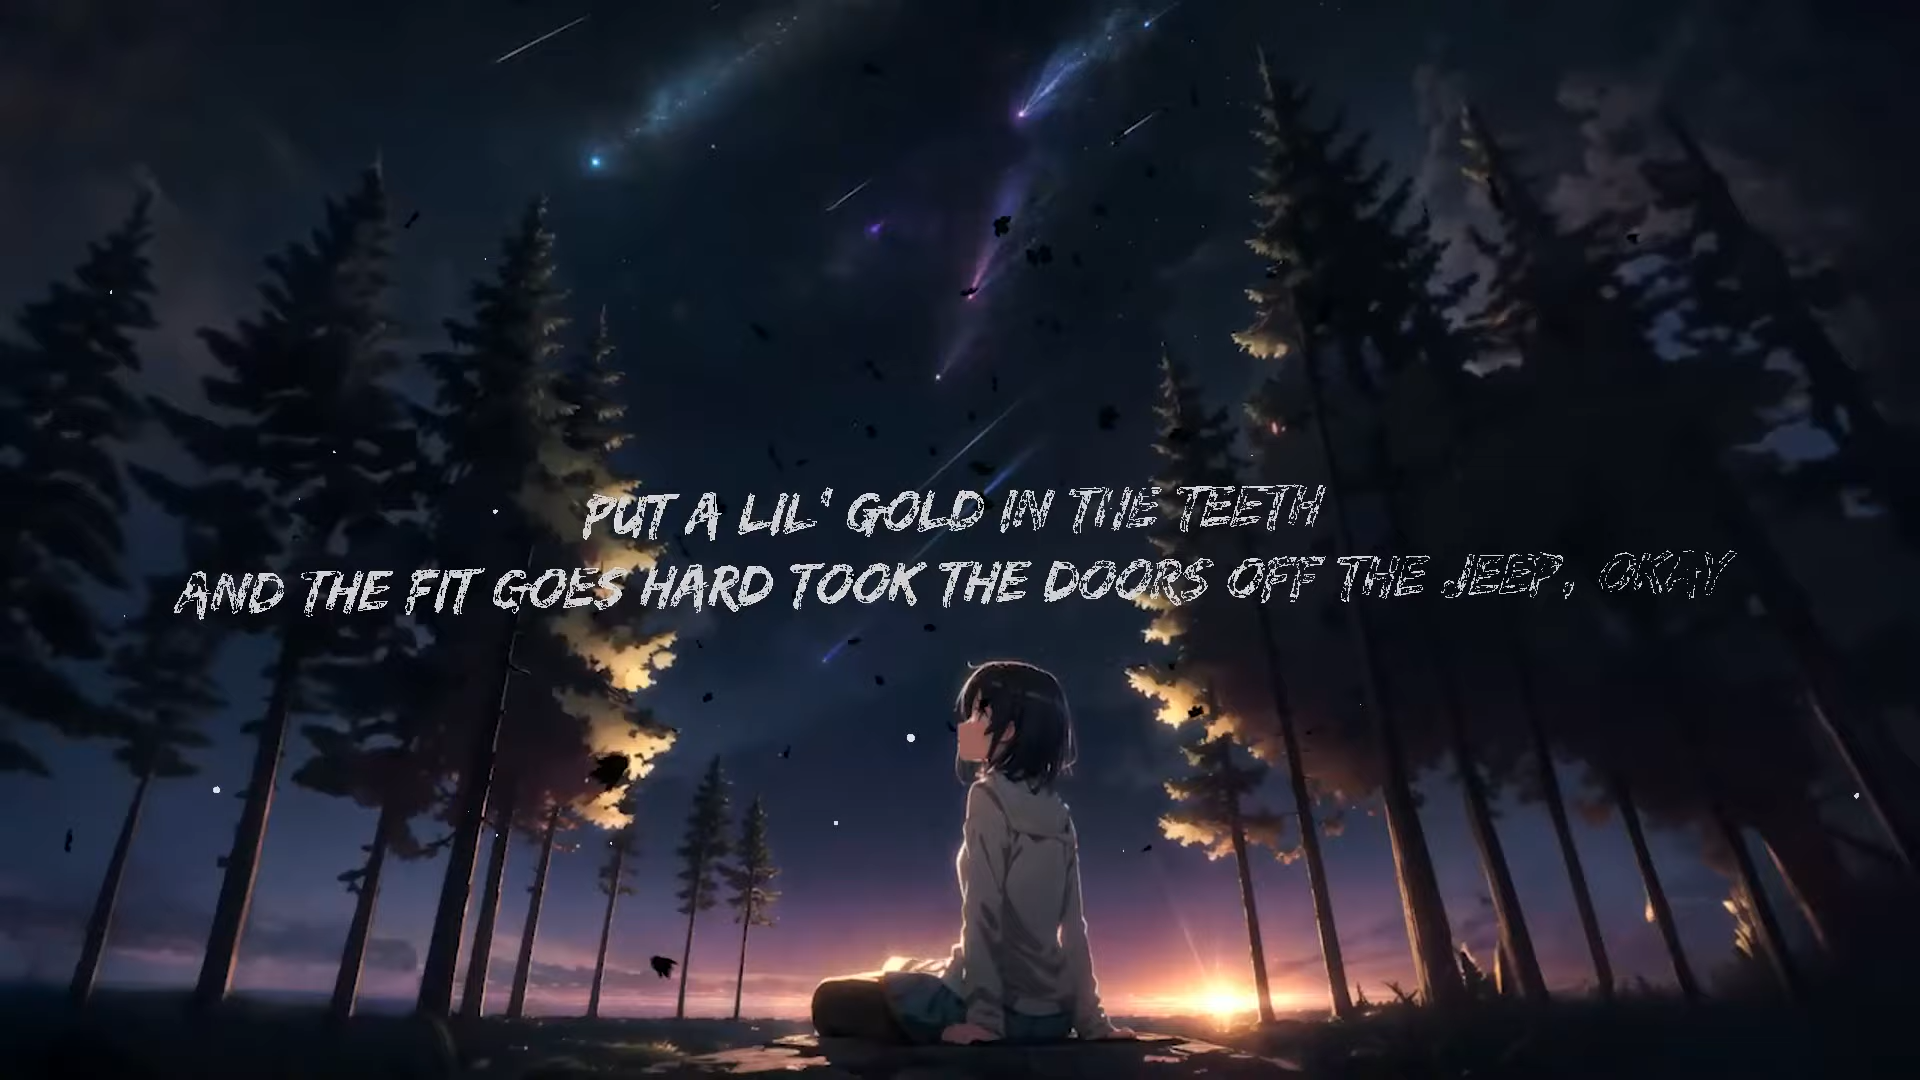 PUT A LIL' GOLD IN THE TEETH
AND THE FIT GOES HARD TOOK THE DOORS OFF THE JEEP, OKAY